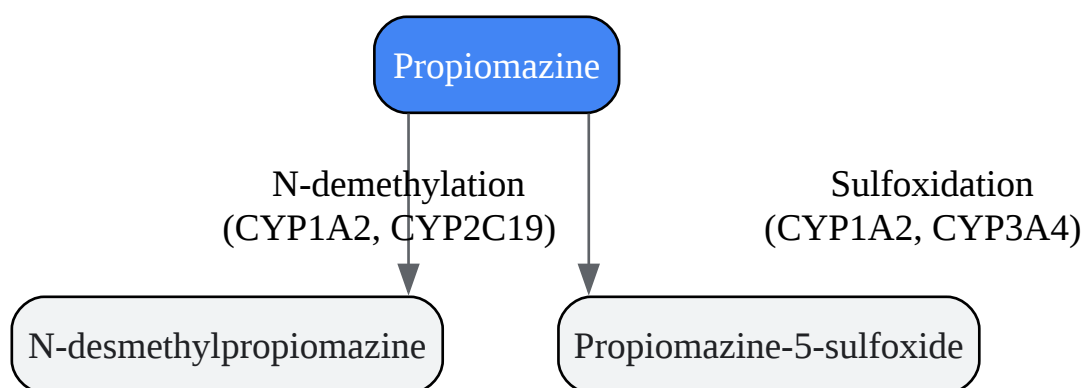 Propiomazine
N-demethylation
(CYP1A2, CYP2C19)
Sulfoxidation
(CYP1A2, CYP3A4)
N-desmethylpropiomazine
Propiomazine-5-sulfoxide